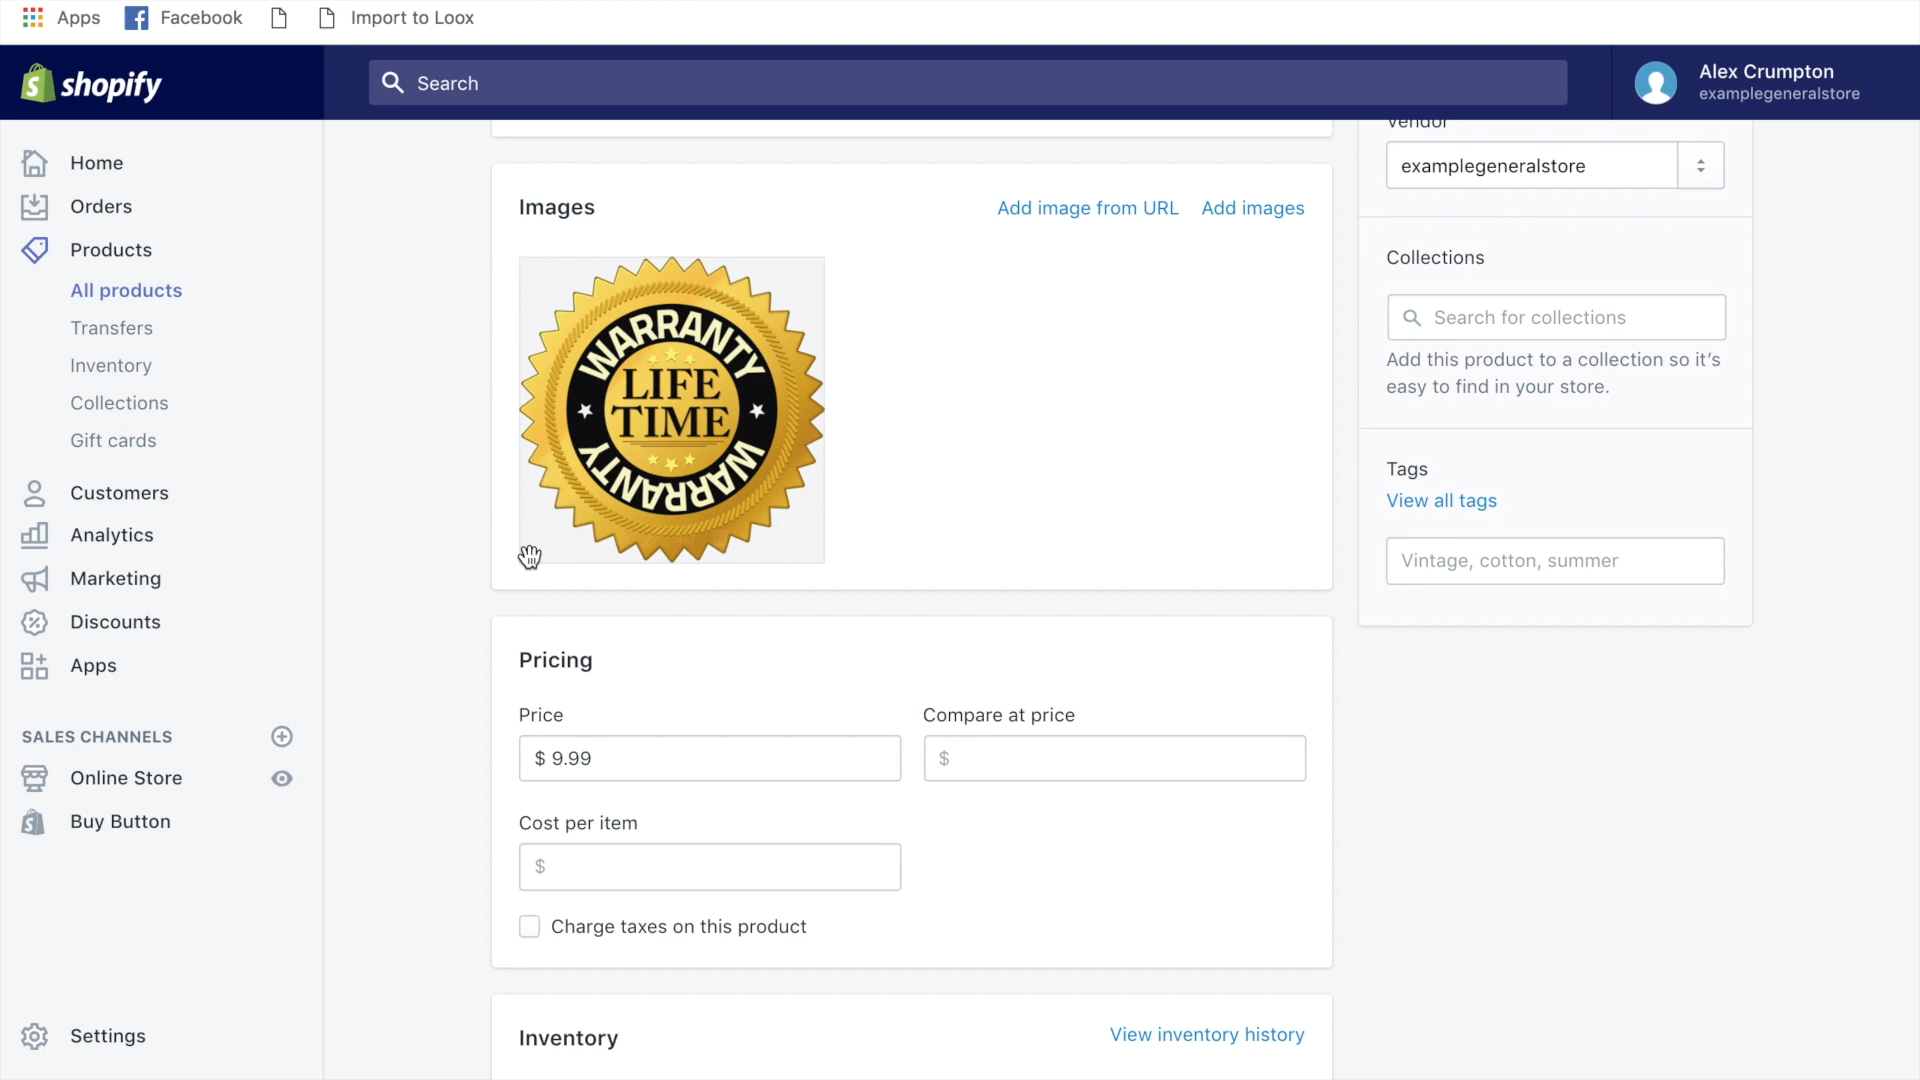 Apps
Facebook
Import to Loox
shopify
Search
Alex Crumpton
examplegeneralstore
Home
Orders
Products
All products
Transfers
Inventory
Collections
Gift cards
Customers
Analytics
Marketing
Discounts
Apps
SALES CHANNELS
Online Store
Buy Button
Settings
Images
Add image from URL
Add images
WARRANTY
LIFE
TIME
WARRANTY
Pricing
Price
Compare at price
$ 9.99
$
Cost per item
$
Charge taxes on this product
Inventory
View inventory history
Vendor
examplegeneralstore
Collections
Search for collections
Add this product to a collection so it’s
easy to find in your store.
Tags
View all tags
Vintage, cotton, summer